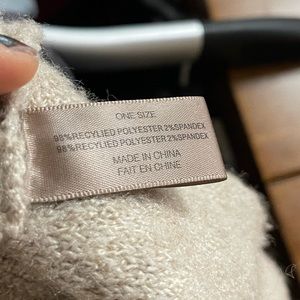 ONE SIZE
98%RECYLIED POLYESTER 2%SPANDEX
98%RECYLIED POLYESTER 2%SPANDEX
MADE IN CHINA
FAIT EN CHINE